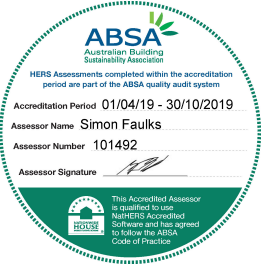 ABSA
Australian Building
Sustainability Association
HERS Assessments completed within the accreditation
period are part of the ABSA quality audit system
Accreditation Period 01/04/19 - 30/10/2019
Assessor Name Simon Faulks
Assessor Number 101492
Assessor Signature
This Accredited Assessor
is qualified to use
NatHERS Accredited
Software and has agreed
to follow the ABSA
Code of Practice
NATIONWIDE
HOUSE